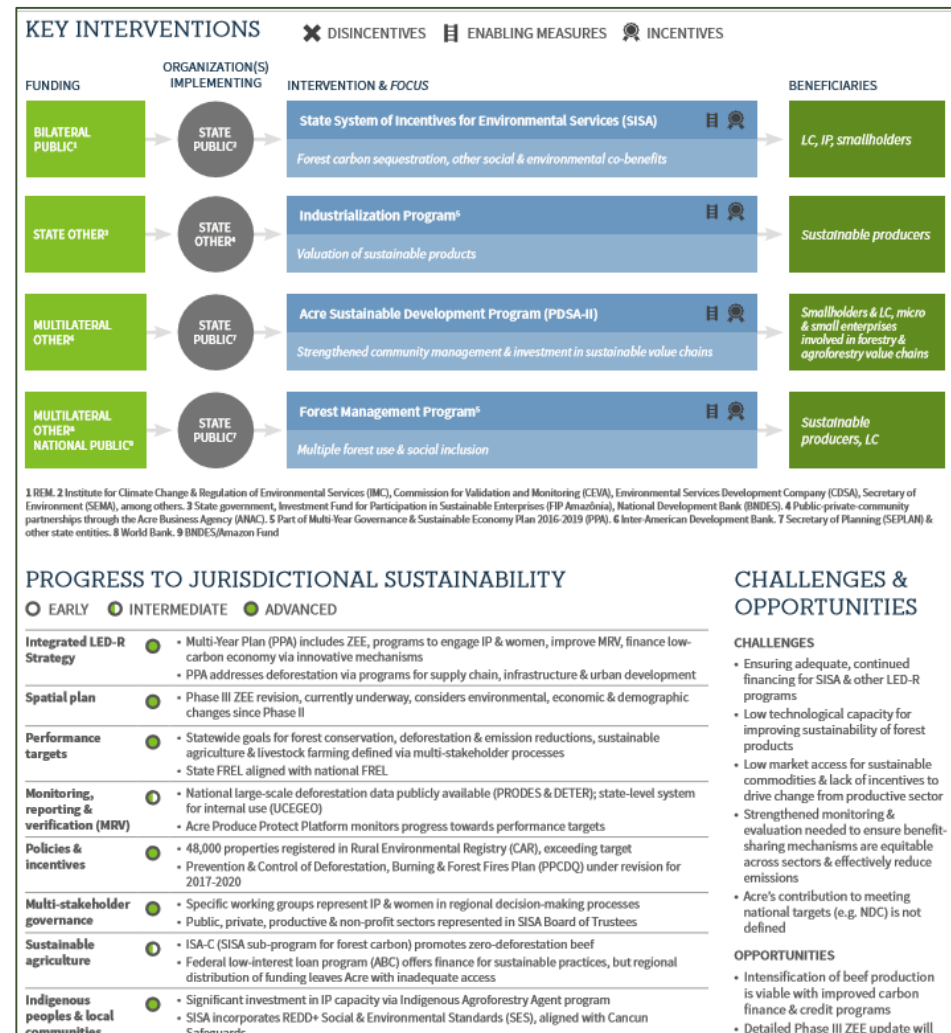 KEY INTERVENTIONS
DISINCENTIVES ENABLING MEASURES INCENTIVES
FUNDING
ORGANIZATION(S)
IMPLEMENTING
INTERVENTION & FOCUS
BENEFICIARIES
BILATERAL
PUBLIC¹
STATE
PUBLIC²
State System of Incentives for Environmental Services (SISA)
Forest carbon sequestration, other social & environmental co-benefits
LC, IP, smallholders
STATE OTHER³
STATE
OTHER⁴
Industrialization Program⁵
Valuation of sustainable products
Sustainable producers
MULTILATERAL
OTHER⁶
STATE
PUBLIC⁷
Acre Sustainable Development Program (PDSA-II)
Strengthened community management & investment in sustainable value chains
Smallholders & LC, micro
& small enterprises
involved in forestry &
agroforestry value chains
MULTILATERAL
OTHER⁸
NATIONAL PUBLIC⁹
STATE
PUBLIC⁷
Forest Management Program⁵
Multiple forest use & social inclusion
Sustainable
producers, LC
1 REM. 2 Institute for Climate Change & Regulation of Environmental Services (IMC), Commission for Validation and Monitoring (CEVA), Environmental Services Development Company (CDSA), Secretary of
Environment (SEMA), among others. 3 State government, Investment Fund for Participation in Sustainable Enterprises (FIP Amazônia), National Development Bank (BNDES). 4 Public-private-community
partnerships through the Acre Business Agency (ANAC). 5 Part of Multi-Year Governance & Sustainable Economy Plan 2016-2019 (PPA). 6 Inter-American Development Bank. 7 Secretary of Planning (SEPLAN) &
other state entities. 8 World Bank. 9 BNDES/Amazon Fund
PROGRESS TO JURISDICTIONAL SUSTAINABILITY
EARLY INTERMEDIATE ADVANCED
Integrated LED-R
Strategy
• Multi-Year Plan (PPA) includes ZEE, programs to engage IP & women, improve MRV, finance low-
carbon economy via innovative mechanisms
• PPA addresses deforestation via programs for supply chain, infrastructure & urban development
Spatial plan
• Phase III ZEE revision, currently underway, considers environmental, economic & demographic
changes since Phase II
Performance
targets
• Statewide goals for forest conservation, deforestation & emission reductions, sustainable
agriculture & livestock farming defined via multi-stakeholder processes
• State FREL aligned with national FREL
Monitoring,
reporting &
verification (MRV)
• National large-scale deforestation data publicly available (PRODES & DETER); state-level system
for internal use (UCEGEO)
• Acre Produce Protect Platform monitors progress towards performance targets
Policies &
incentives
• 48,000 properties registered in Rural Environmental Registry (CAR), exceeding target
• Prevention & Control of Deforestation, Burning & Forest Fires Plan (PPCDQ) under revision for
2017-2020
Multi-stakeholder
governance
• Specific working groups represent IP & women in regional decision-making processes
• Public, private, productive & non-profit sectors represented in SISA Board of Trustees
Sustainable
agriculture
• ISA-C (SISA sub-program for forest carbon) promotes zero-deforestation beef
• Federal low-interest loan program (ABC) offers finance for sustainable practices, but regional
distribution of funding leaves Acre with inadequate access
Indigenous
peoples & local
communities
• Significant investment in IP capacity via Indigenous Agroforestry Agent program
• SISA incorporates REDD+ Social & Environmental Standards (SES), aligned with Cancun
Safeguards
CHALLENGES &
OPPORTUNITIES
CHALLENGES
• Ensuring adequate, continued
financing for SISA & other LED-R
programs
• Low technological capacity for
improving sustainability of forest
products
• Low market access for sustainable
commodities & lack of incentives to
drive change from productive sector
• Strengthened monitoring &
evaluation needed to ensure benefit-
sharing mechanisms are equitable
across sectors & effectively reduce
emissions
• Acre's contribution to meeting
national targets (e.g. NDC) is not
defined
OPPORTUNITIES
• Intensification of beef production
is viable with improved carbon
finance & credit programs
• Detailed Phase III ZEE update will